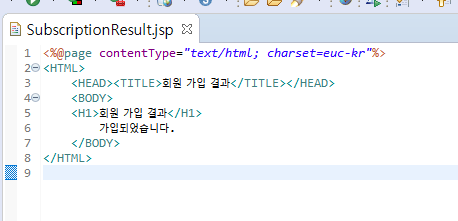 SubscriptionResult.jsp
1 <%@page contentType="text/html; charset=euc-kr"%>
2 <HTML>
3 <HEAD><TITLE>회원 가입 결과</TITLE></HEAD>
4 <BODY>
5 <H1>회원 가입 결과</H1>
6 가입되었습니다.
7 </BODY>
8 </HTML>
9